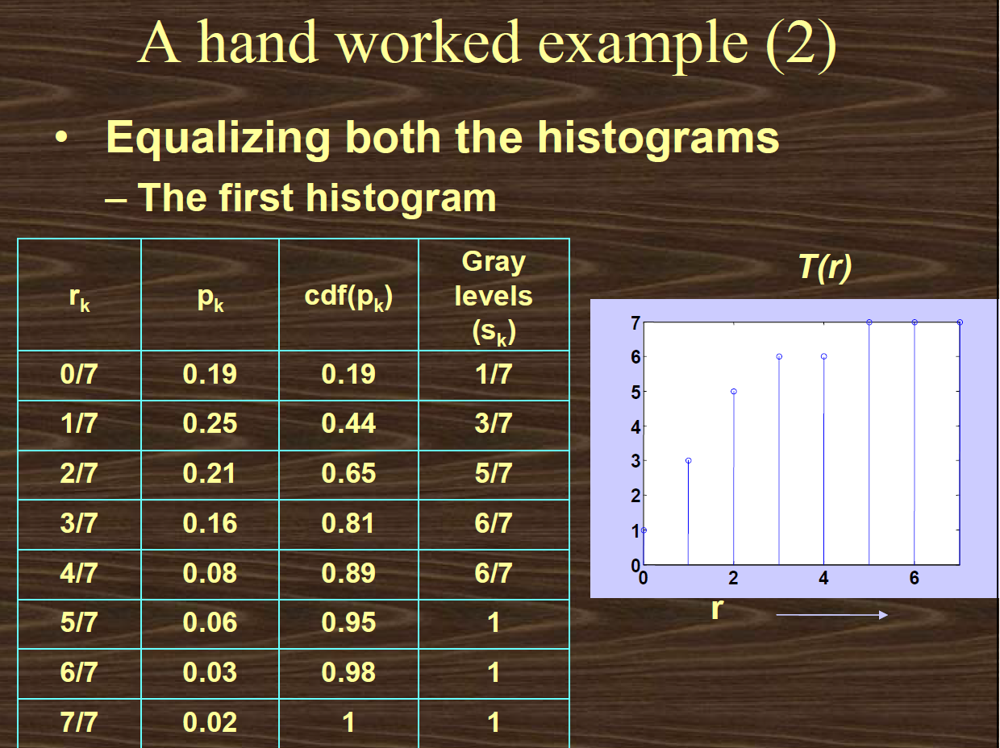 A hand worked example (2)
• Equalizing both the histograms
– The first histogram
rk pk cdf(pk) Gray levels (sk)
0/7 0.19 0.19 1/7
1/7 0.25 0.44 3/7
2/7 0.21 0.65 5/7
3/7 0.16 0.81 6/7
4/7 0.08 0.89 6/7
5/7 0.06 0.95 1
6/7 0.03 0.98 1
7/7 0.02 1 1
T(r)
7
6
5
4
3
2
1
0
0 2 4 6
r